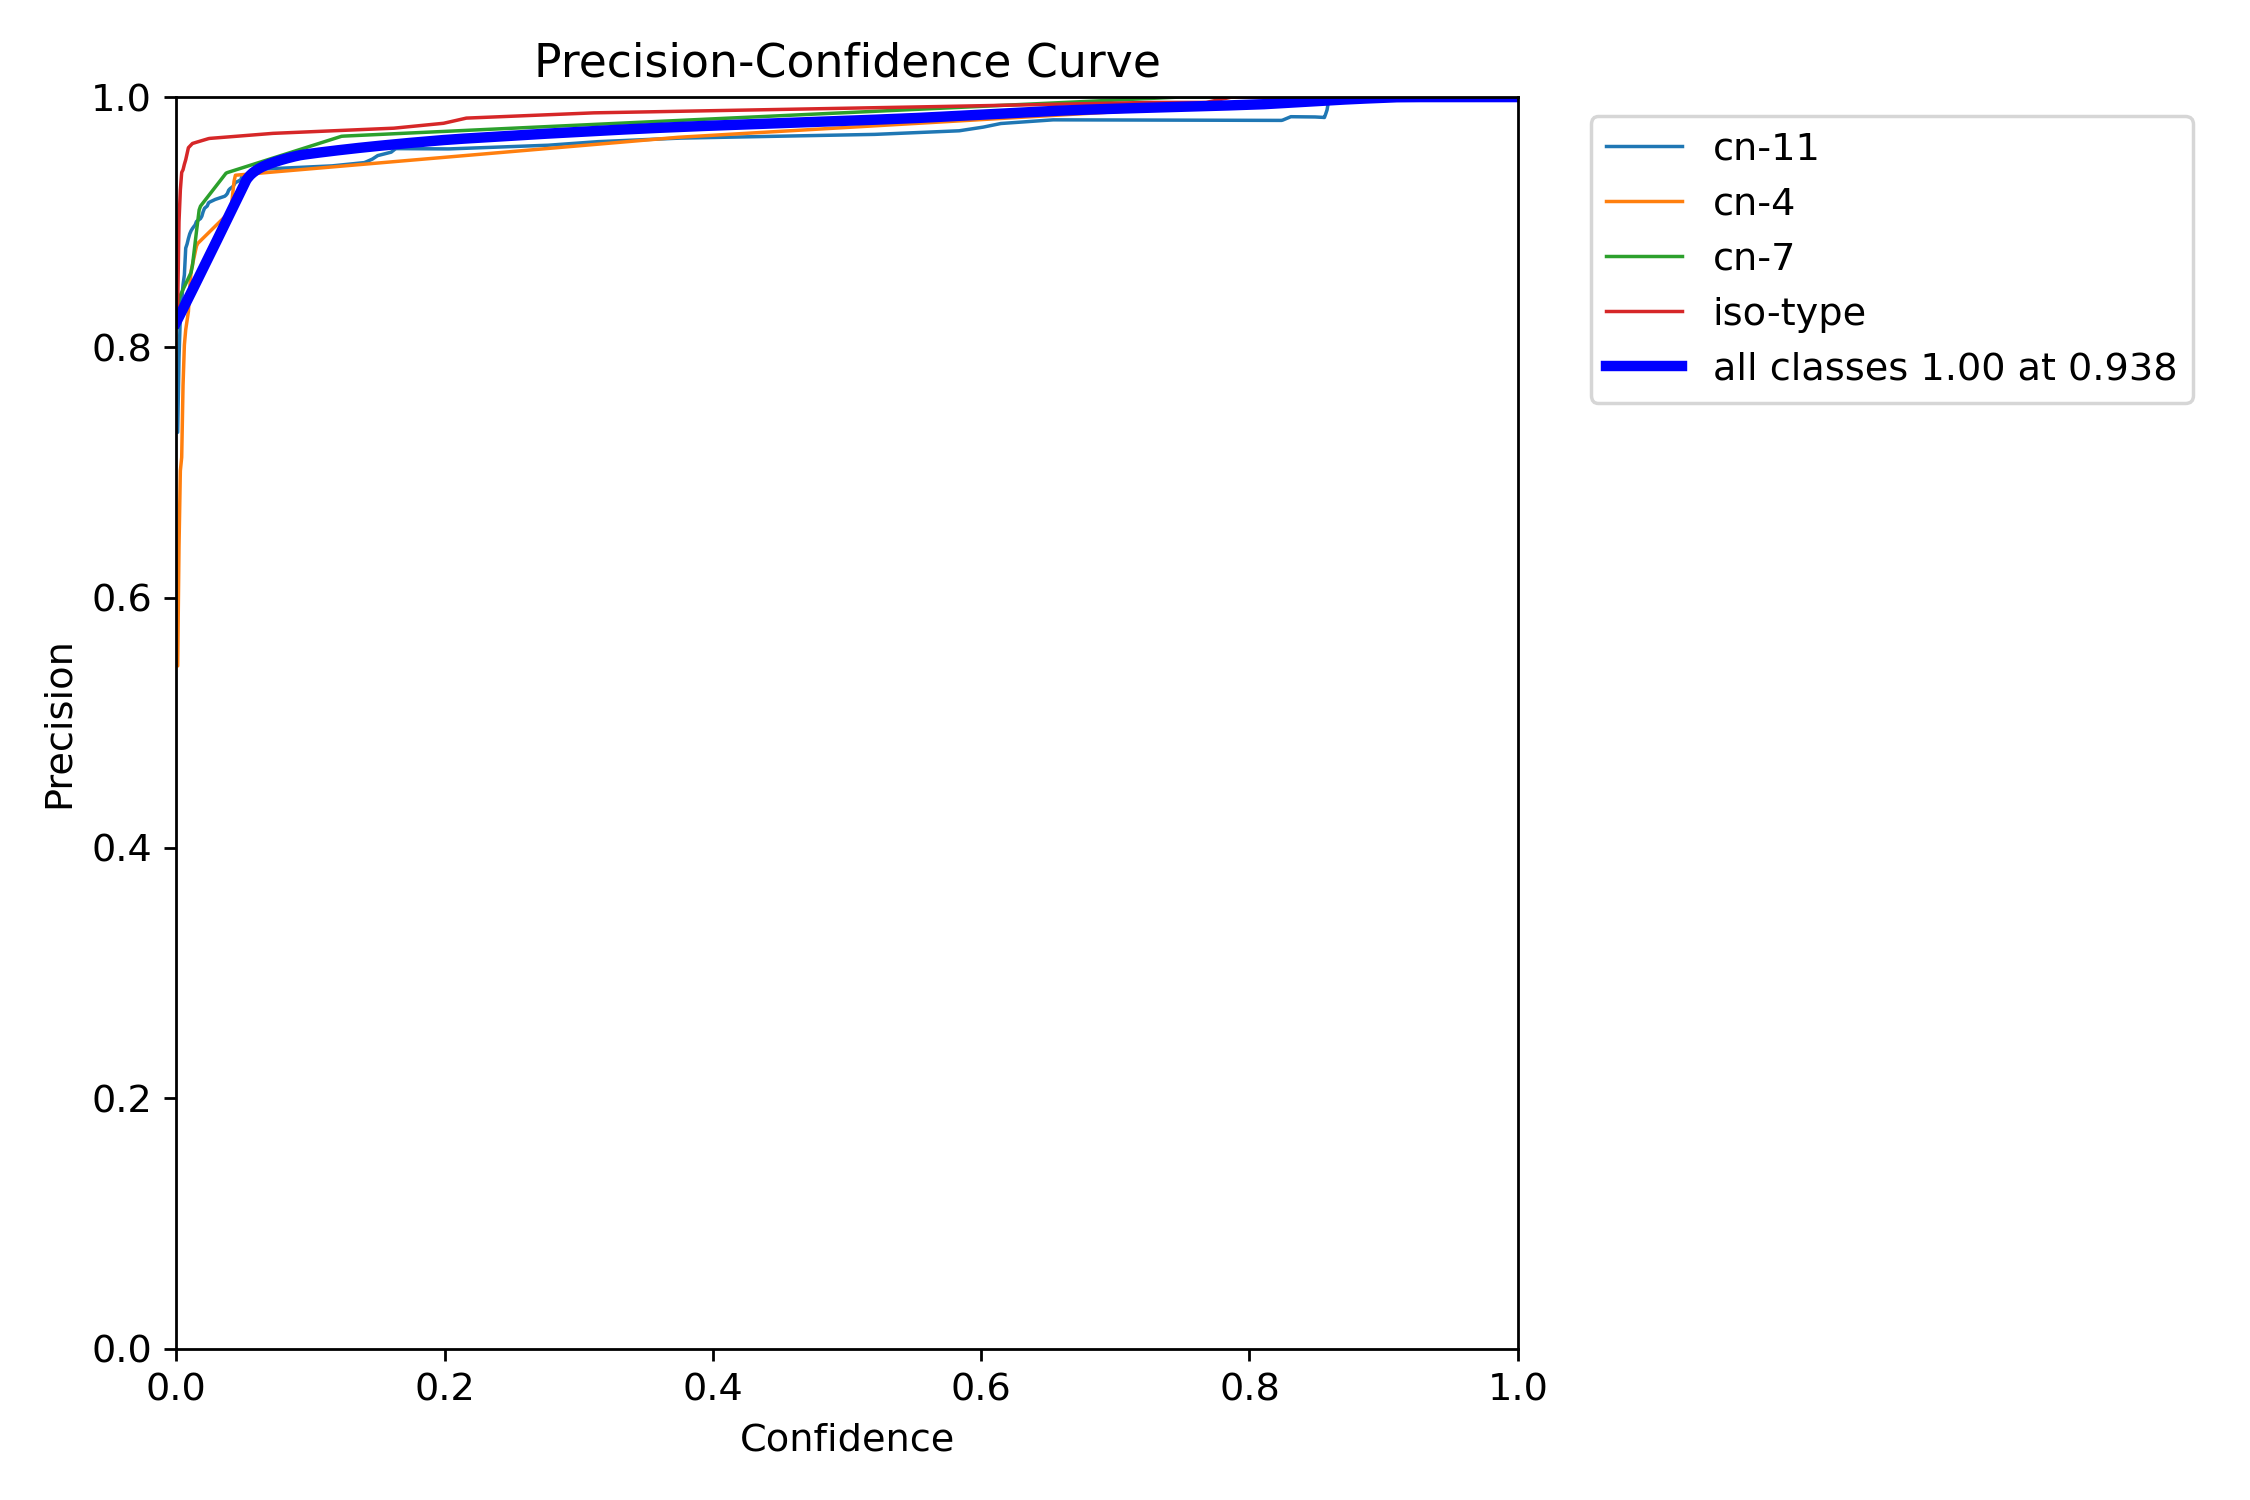 Precision-Confidence Curve
1.0
0.8
0.6
0.4
0.2
0.0
Precision
0.0 0.2 0.4 0.6 0.8 1.0
Confidence
cn-11
cn-4
cn-7
iso-type
all classes 1.00 at 0.938